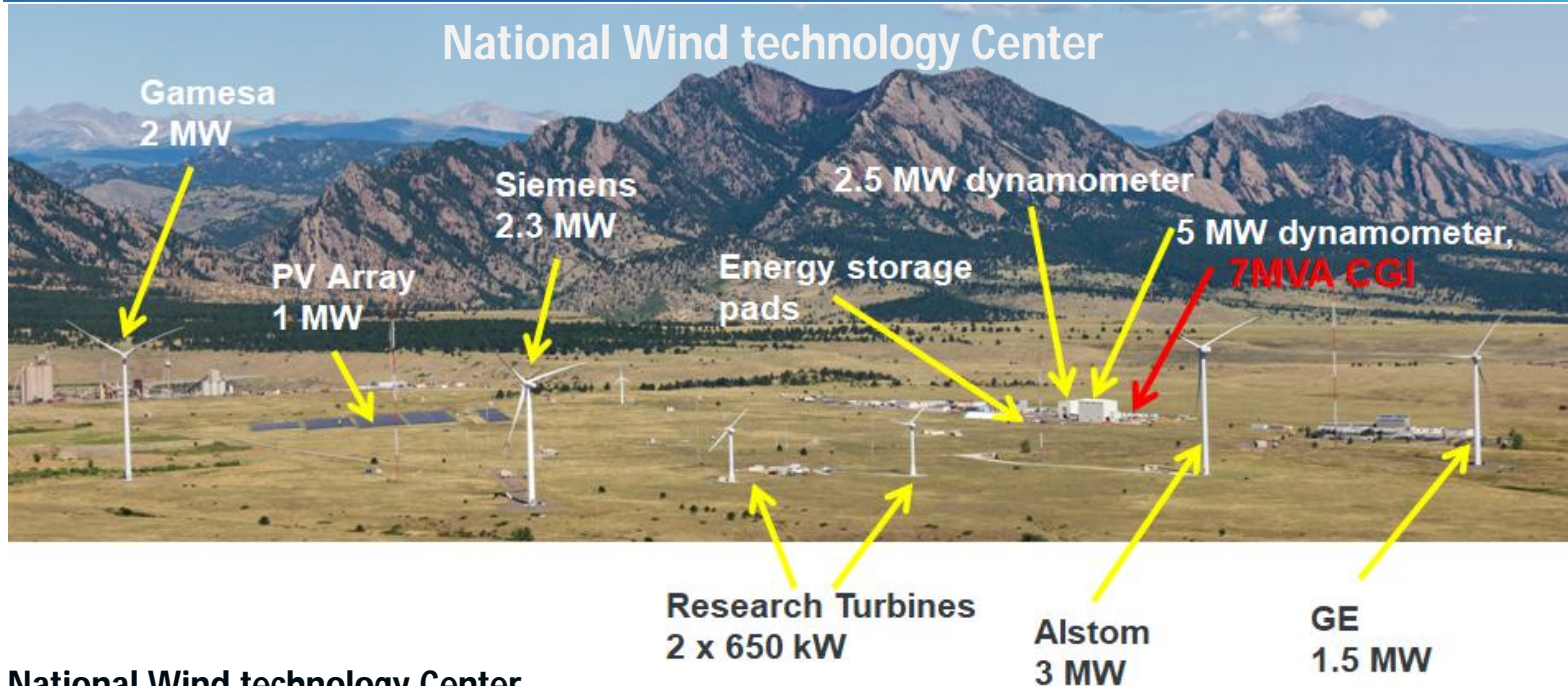 National Wind technology Center
Gamesa
2 MW
Siemens
2.3 MW
2.5 MW dynamometer
5 MW dynamometer,
7MVA CGI
PV Array
1 MW
Energy storage
pads
Research Turbines
2 x 650 kW
Alstom
3 MW
GE
1.5 MW
National Wind technology Center